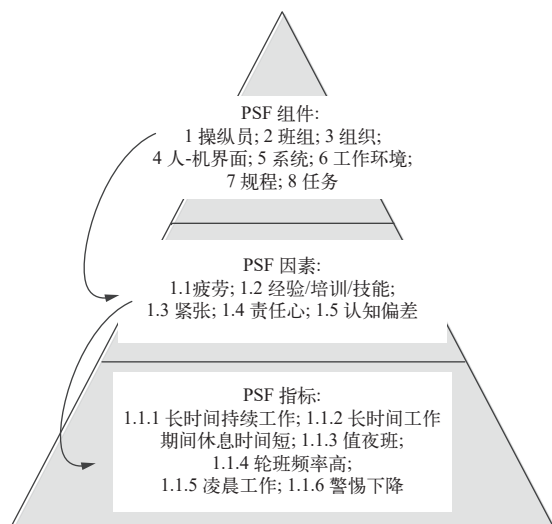 PSF 组件:
1 操纵员; 2 班组; 3 组织;
4 人-机界面; 5 系统; 6 工作环境;
7 规程; 8 任务
PSF 因素:
1.1疲劳; 1.2 经验/培训/技能;
1.3 紧张; 1.4 责任心; 1.5 认知偏差
PSF 指标:
1.1.1 长时间持续工作; 1.1.2 长时间工作
期间休息时间短; 1.1.3 值夜班;
1.1.4 轮班频率高;
1.1.5 凌晨工作; 1.1.6 警惕下降